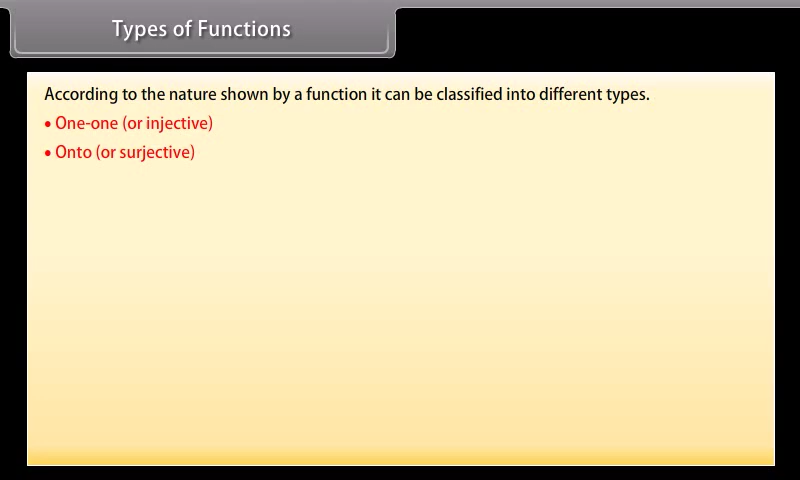 Types of Functions
According to the nature shown by a function it can be classified into different types.
• One-one (or injective)
• Onto (or surjective)